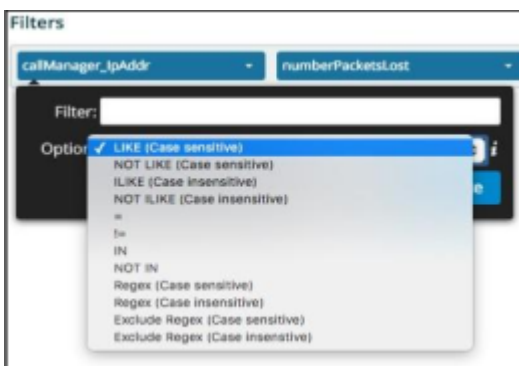 Filters
callManager_IpAddr
numberPacketsLost
Filter:
Option
✓ LIKE (Case sensitive)
NOT LIKE (Case sensitive)
ILIKE (Case insensitive)
NOT ILIKE (Case insensitive)
=
!=
IN
NOT IN
Regex (Case sensitive)
Regex (Case insensitive)
Exclude Regex (Case sensitive)
Exclude Regex (Case insenstive)
i
e